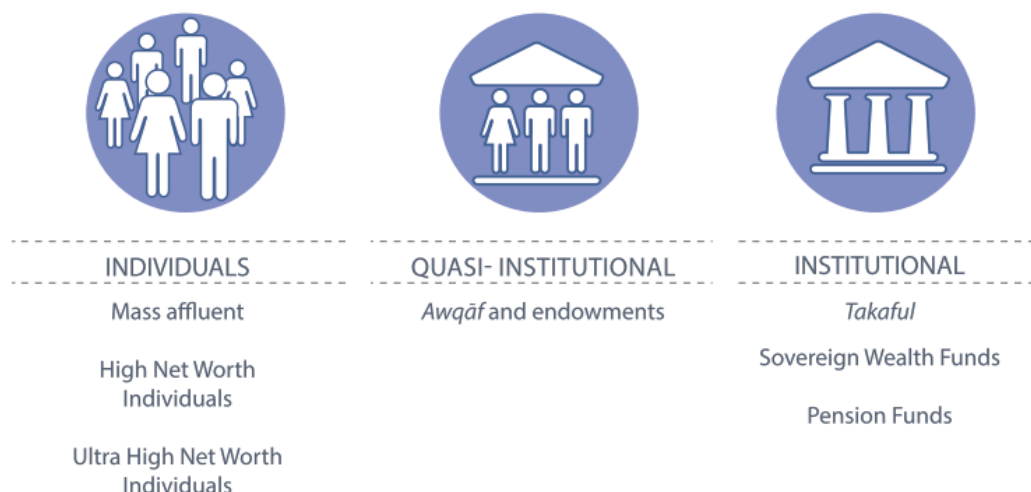 INDIVIDUALS
Mass affluent
High Net Worth
Individuals
Ultra High Net Worth
Individuals
QUASI- INSTITUTIONAL
Awqāf and endowments
INSTITUTIONAL
Takaful
Sovereign Wealth Funds
Pension Funds